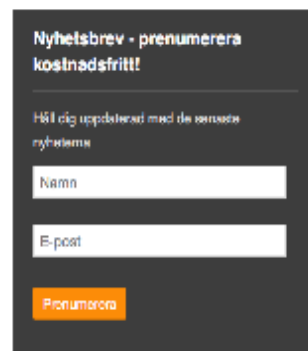 Nyhetsbrev - prenumerera
kostnadsfritt!
Håll dig uppdaterad med de senaste
nyheterna
Namn
E-post
Prenumerera